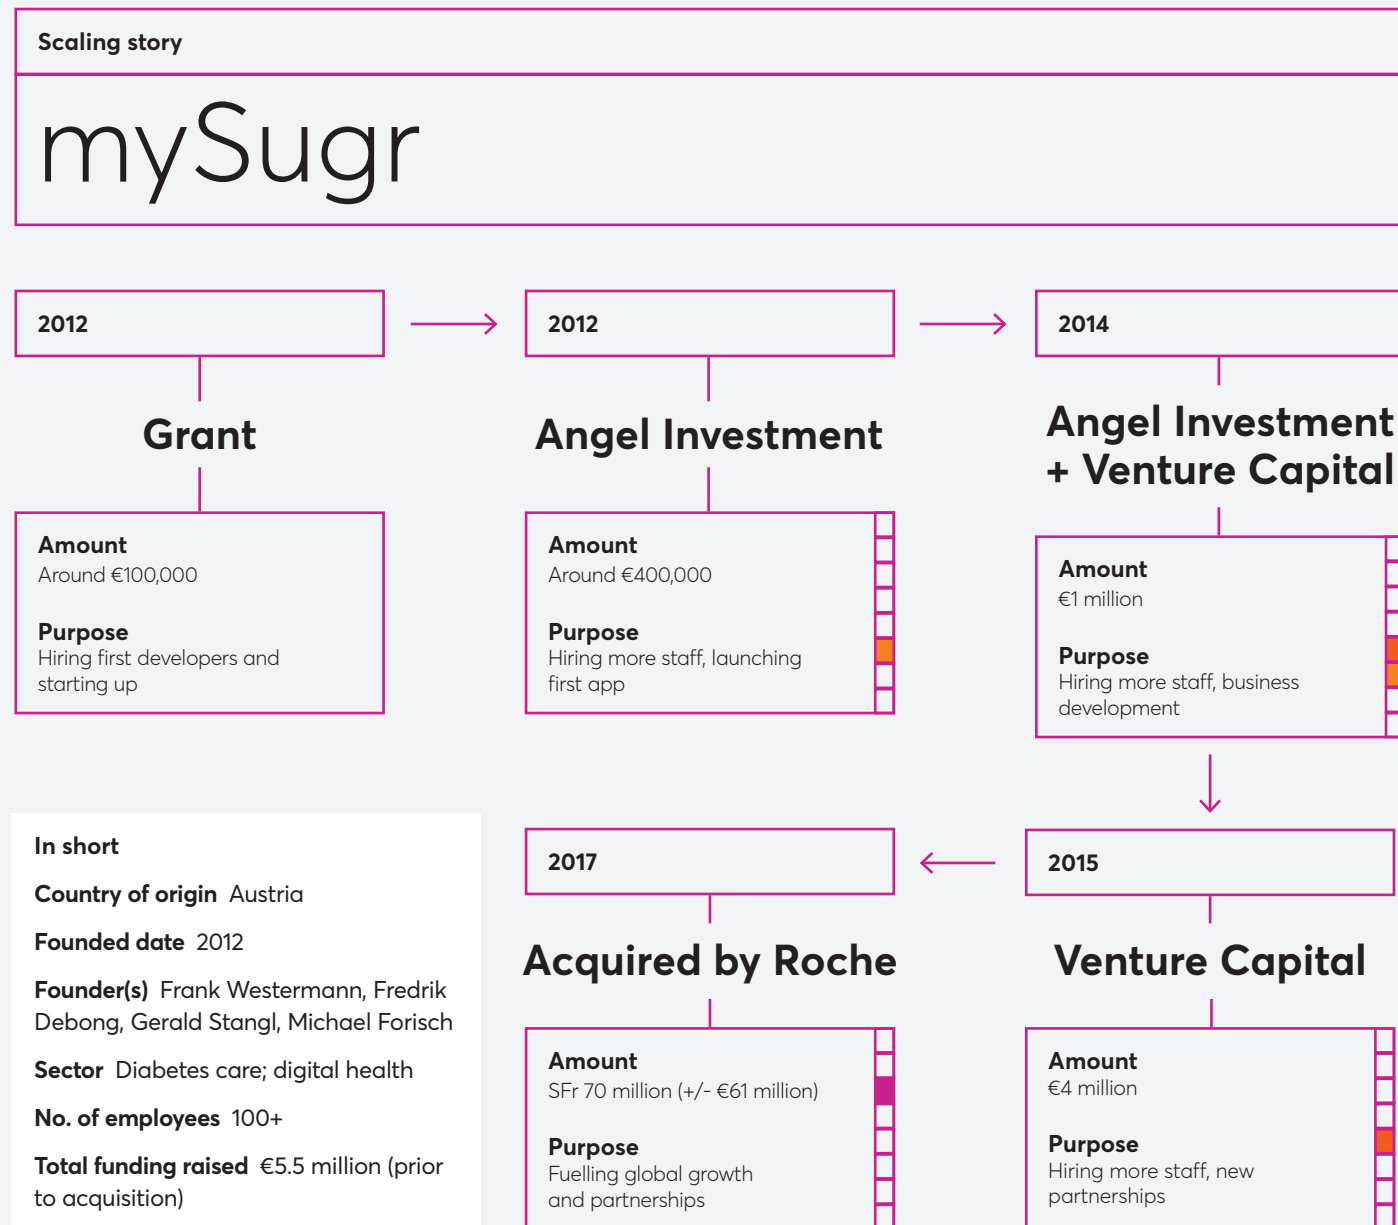 Scaling story
mySugr
2012
Grant
Amount
Around €100,000
Purpose
Hiring first developers and
starting up
2012
Angel Investment
Amount
Around €400,000
Purpose
Hiring more staff, launching
first app
2014
Angel Investment
+ Venture Capital
Amount
€1 million
Purpose
Hiring more staff, business
development
2015
Venture Capital
Amount
€4 million
Purpose
Hiring more staff, new
partnerships
2017
Acquired by Roche
Amount
SFr 70 million (+/- €61 million)
Purpose
Fuelling global growth
and partnerships
In short
Country of origin Austria
Founded date 2012
Founder(s) Frank Westermann, Fredrik
Debong, Gerald Stangl, Michael Forisch
Sector Diabetes care; digital health
No. of employees 100+
Total funding raised €5.5 million (prior
to acquisition)